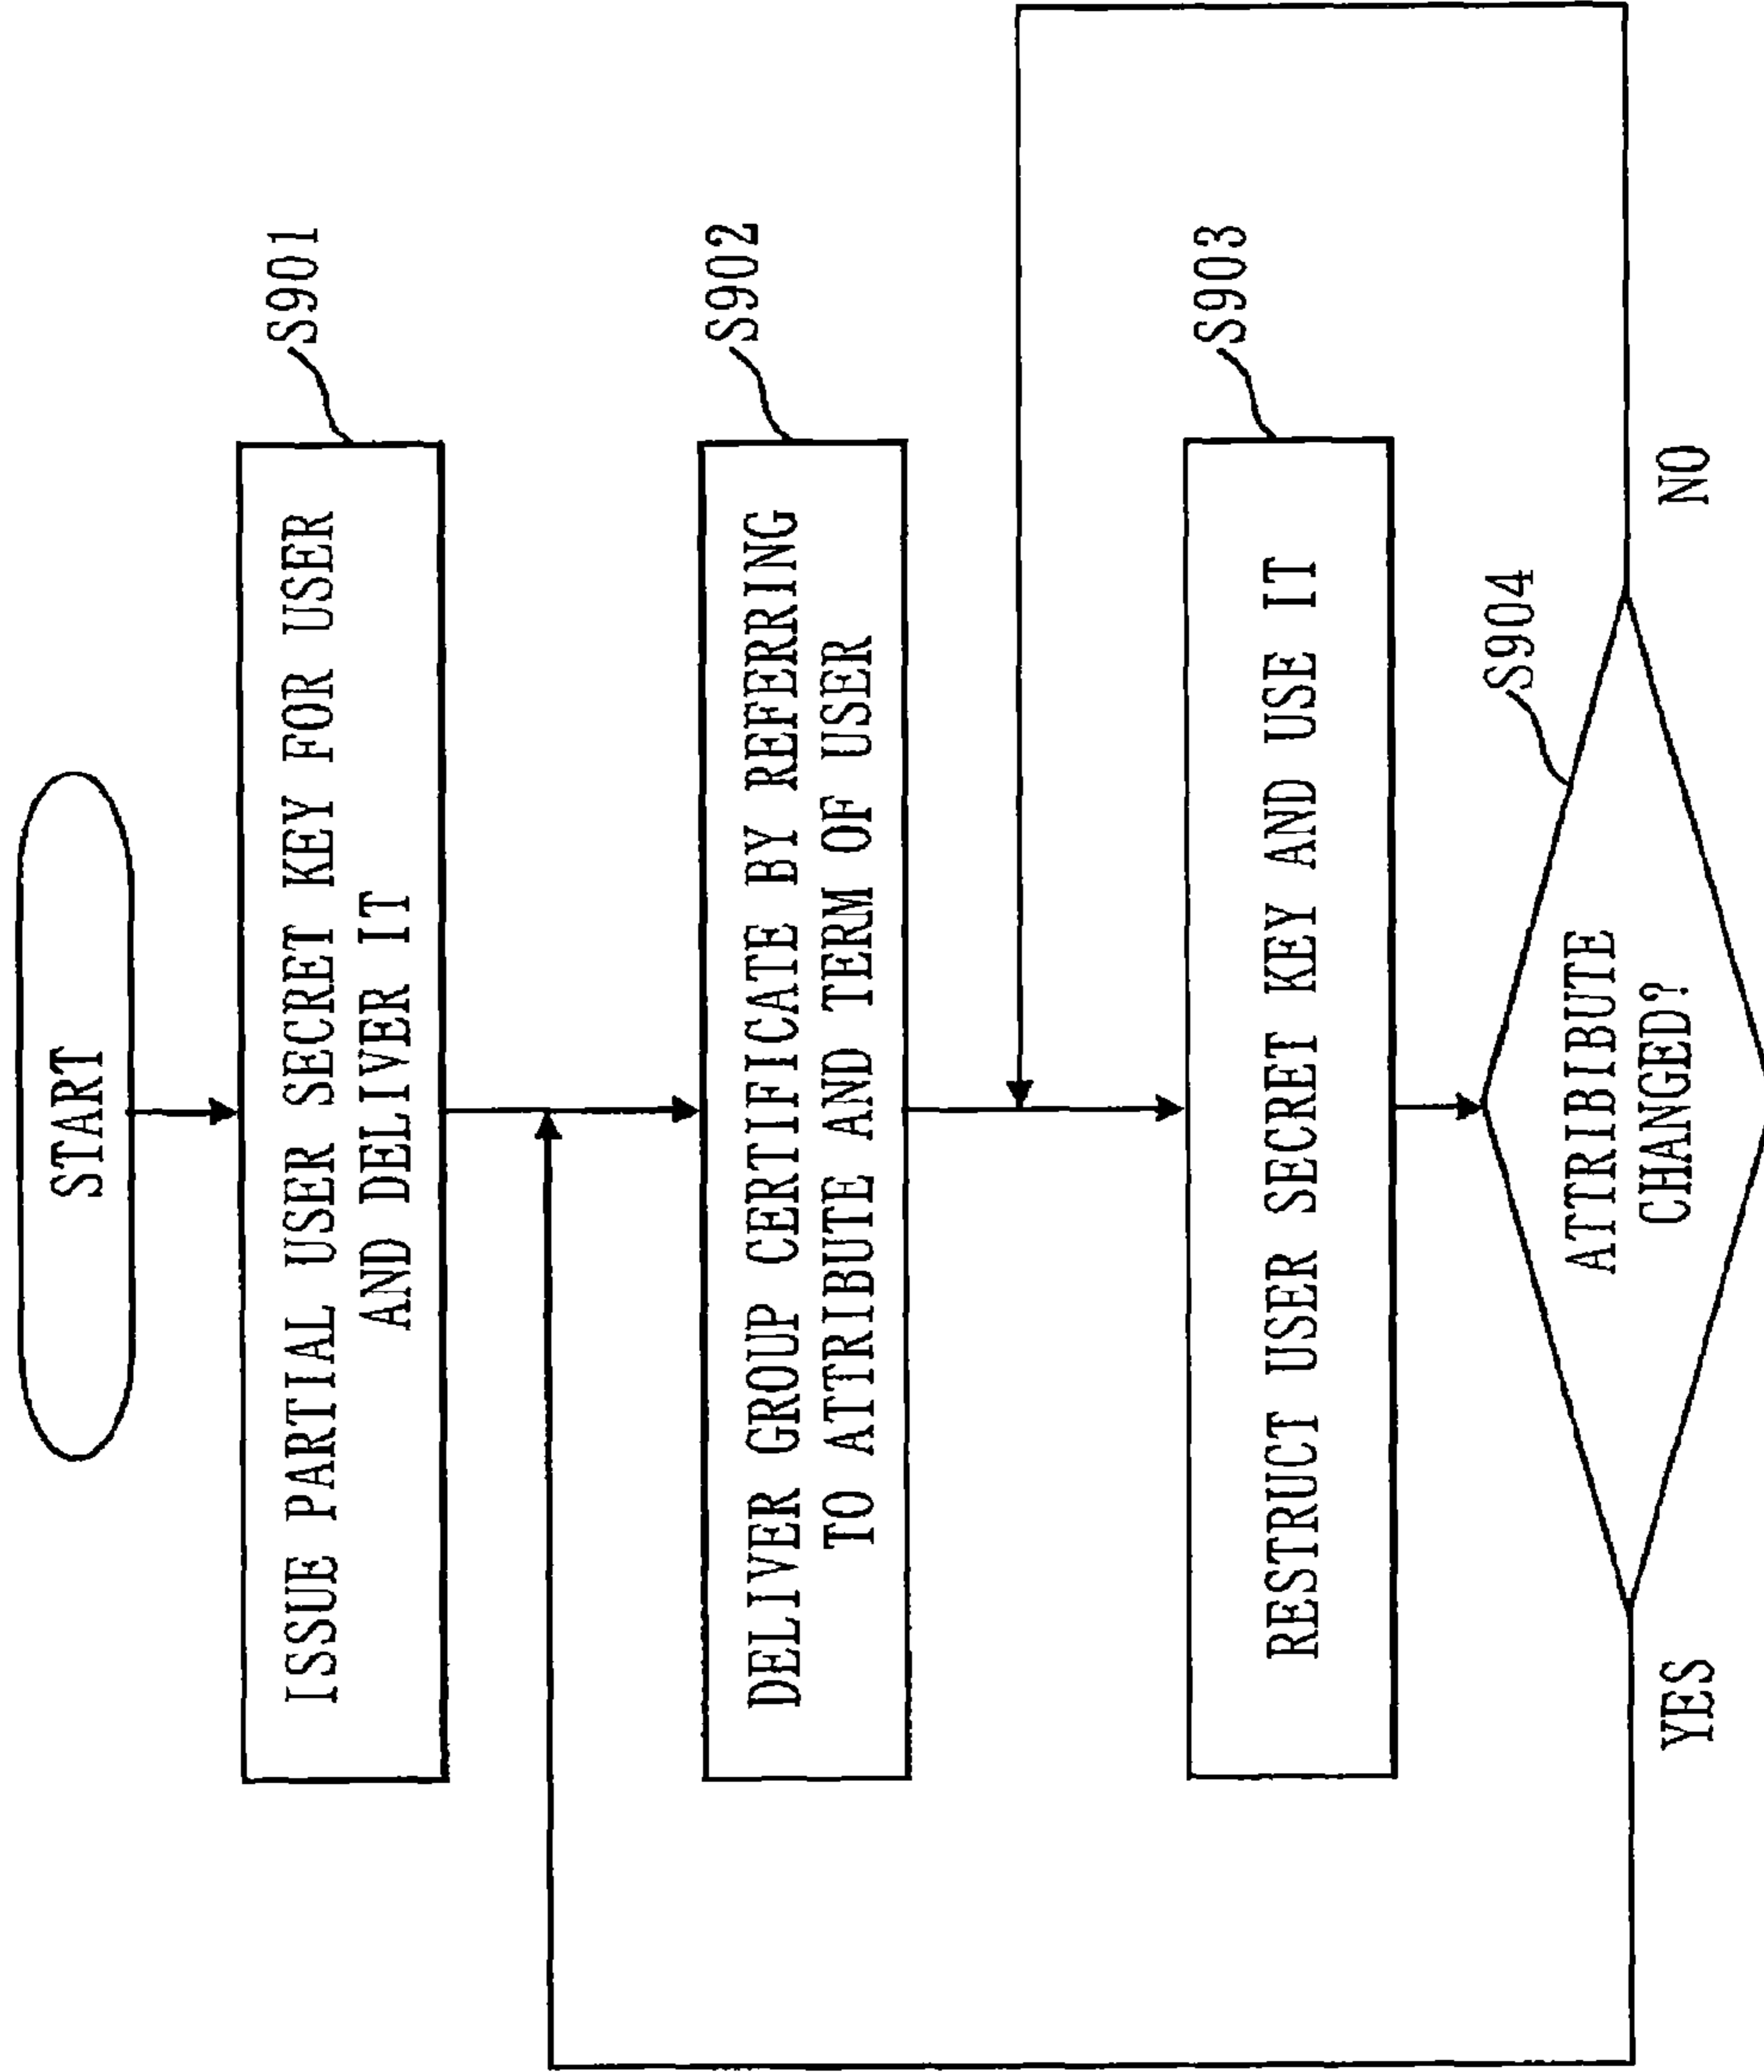 START
S901
ISSUE PARTIAL USER SECRET KEY FOR USER
AND DELIVER IT
S902
DELIVER GROUP CERTIFICATE BY REFERRING
TO ATTRIBUTE AND TERM OF USER
S903
RESTRUCT USER SECRET KEY AND USE IT
S904
ATTRIBUTE
CHANGED?
YES
NO